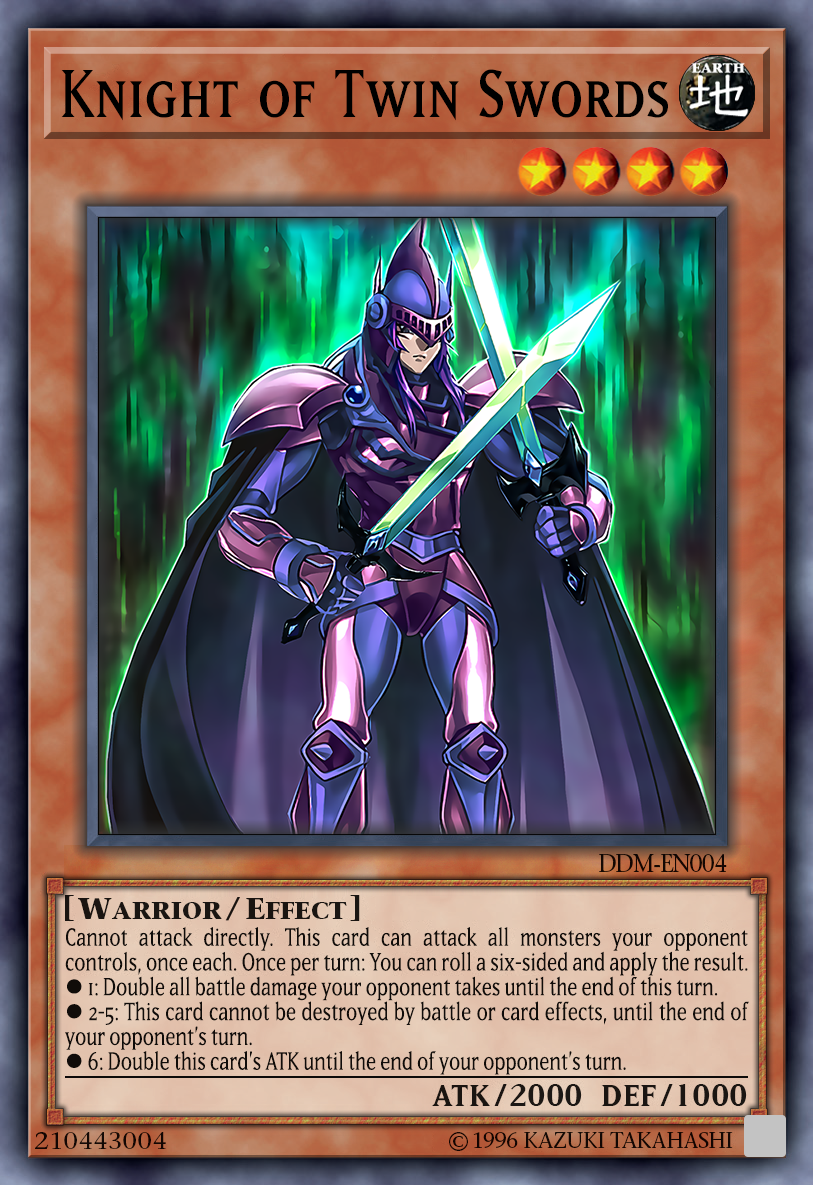 Knight of Twin Swords
EARTH
地
DDM-EN004
[Warrior/Effect]
Cannot attack directly. This card can attack all monsters your opponent
controls, once each. Once per turn: You can roll a six-sided and apply the result.
● 1: Double all battle damage your opponent takes until the end of this turn.
● 2-5: This card cannot be destroyed by battle or card effects, until the end of
your opponent's turn.
● 6: Double this card's ATK until the end of your opponent's turn.
ATK/2000 DEF/1000
210443004
© 1996 KAZUKI TAKAHASHI